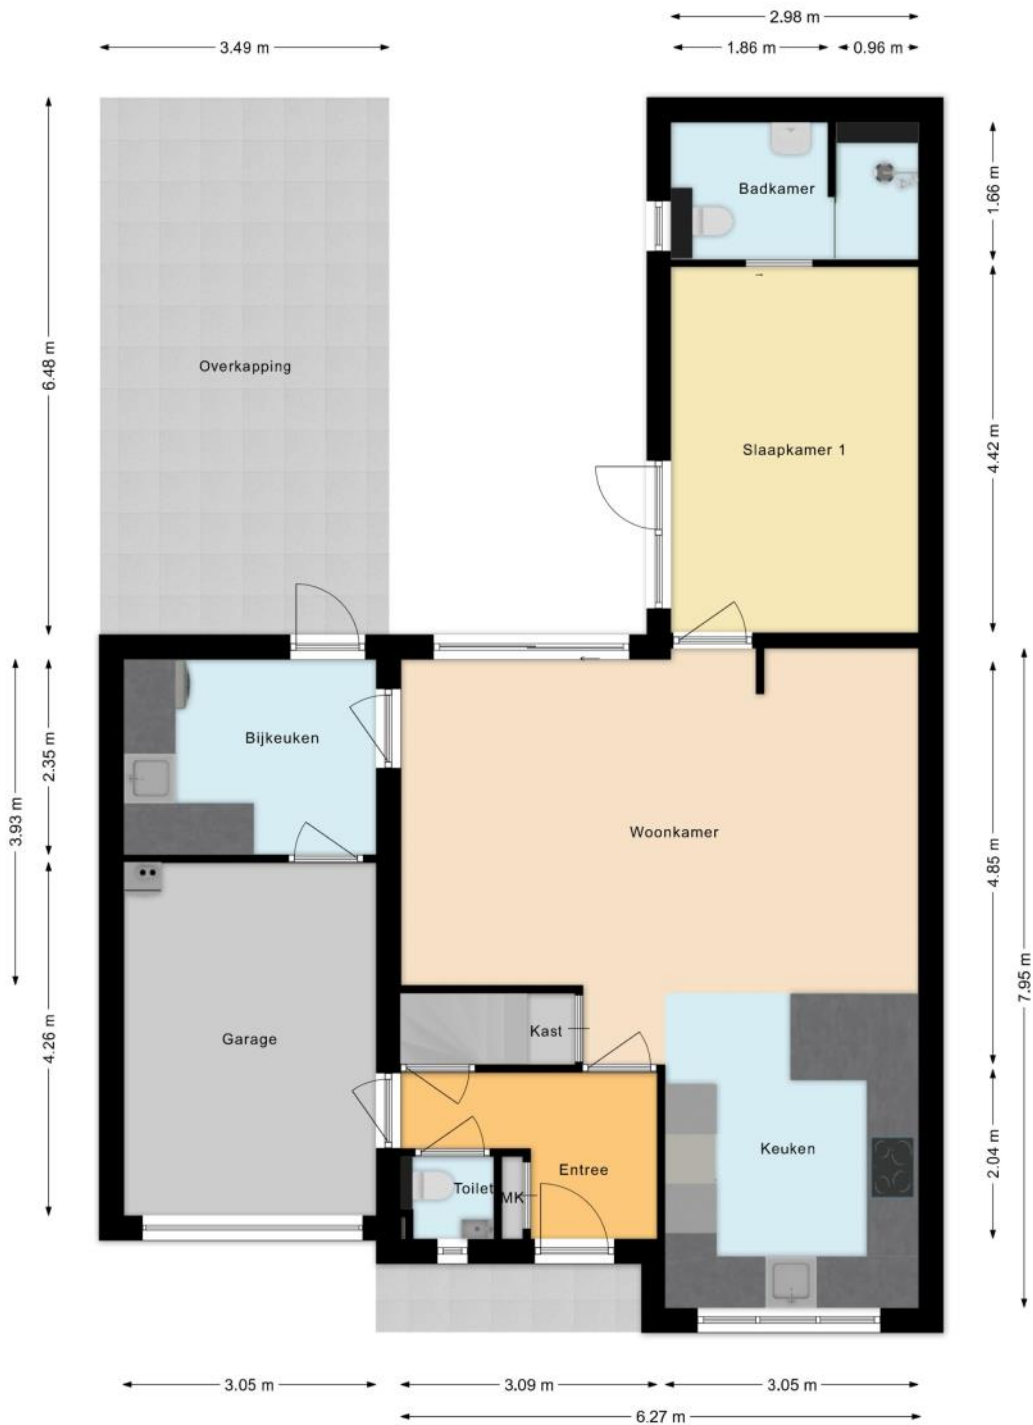 2.98 m
3.49 m
1.86 m
0.96 m
Badkamer
1.66 m
6.48 m
Overkapping
Slaapkamer 1
4.42 m
Bijkeuken
2.35 m
3.93 m
Woonkamer
4.85 m
7.95 m
Garage
4.26 m
Kast
Keuken
2.04 m
Entree
Toilet
MK
3.05 m
3.09 m
3.05 m
6.27 m